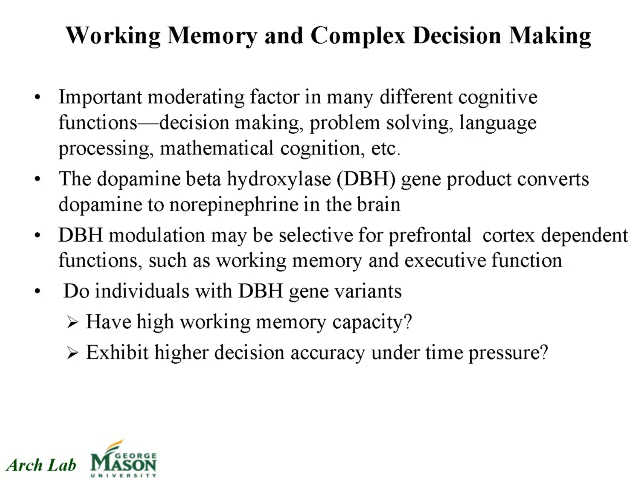 Working Memory and Complex Decision Making
• Important moderating factor in many different cognitive
functions—decision making, problem solving, language
processing, mathematical cognition, etc.
• The dopamine beta hydroxylase (DBH) gene product converts
dopamine to norepinephrine in the brain
• DBH modulation may be selective for prefrontal cortex dependent
functions, such as working memory and executive function
• Do individuals with DBH gene variants
➢ Have high working memory capacity?
➢ Exhibit higher decision accuracy under time pressure?
Arch Lab
GEORGE
MASON
UNIVERSITY